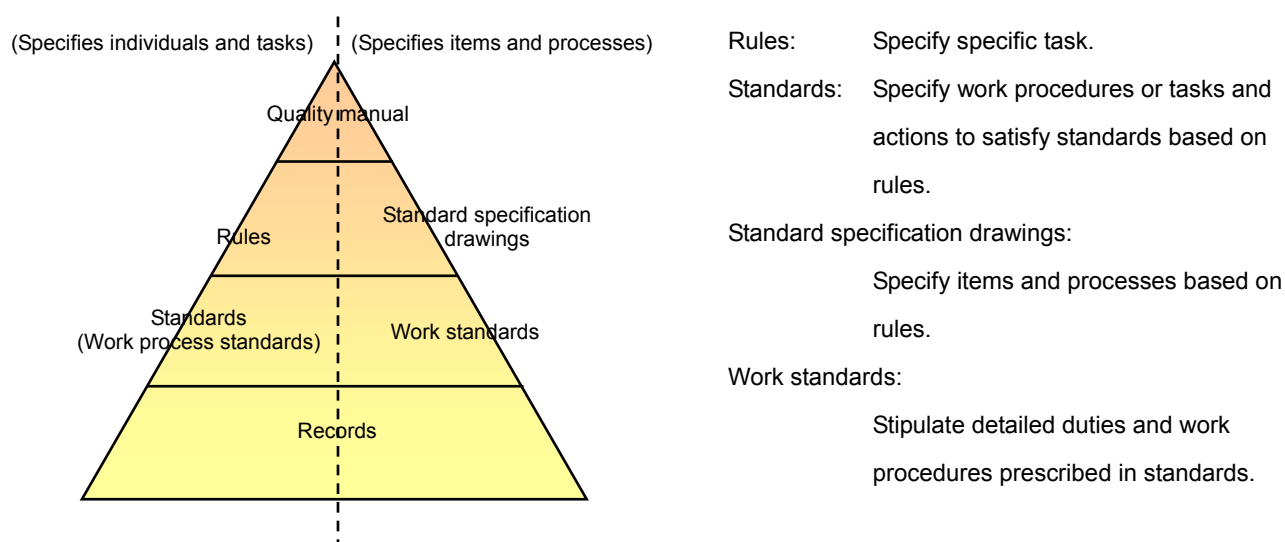 (Specifies individuals and tasks)
(Specifies items and processes)
Quality manual
Rules
Standard specification
drawings
Standards
(Work process standards)
Work standards
Records
Rules: Specify specific task.
Standards: Specify work procedures or tasks and
actions to satisfy standards based on
rules.
Standard specification drawings:
Specify items and processes based on
rules.
Work standards:
Stipulate detailed duties and work
procedures prescribed in standards.